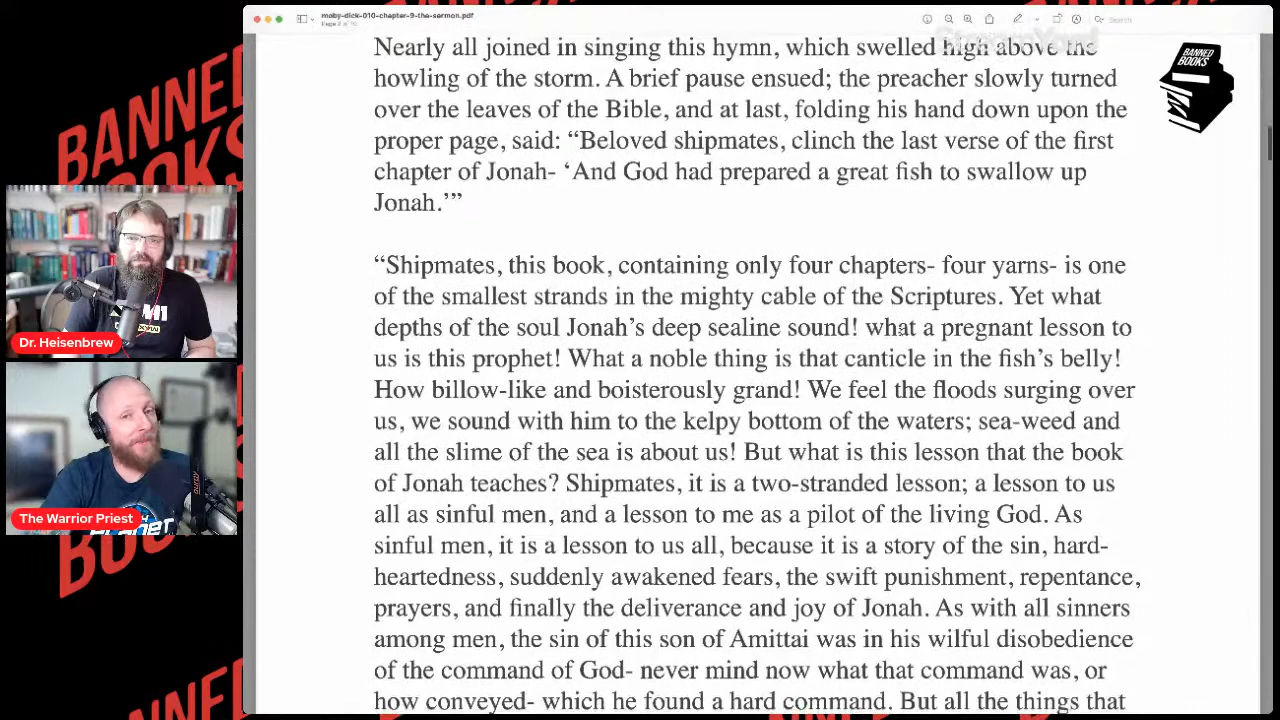 moby-dick-010-chapter-9-the-sermon.pdf
Search
Nearly all joined in singing this hymn, which swelled high above the
howling of the storm. A brief pause ensued; the preacher slowly turned
over the leaves of the Bible, and at last, folding his hand down upon the
proper page, said: “Beloved shipmates, clinch the last verse of the first
chapter of Jonah- ‘And God had prepared a great fish to swallow up
Jonah.’”
“Shipmates, this book, containing only four chapters- four yarns- is one
of the smallest strands in the mighty cable of the Scriptures. Yet what
depths of the soul Jonah’s deep sealine sound! what a pregnant lesson to
us is this prophet! What a noble thing is that canticle in the fish’s belly!
How billow-like and boisterously grand! We feel the floods surging over
us, we sound with him to the kelpy bottom of the waters; sea-weed and
all the slime of the sea is about us! But what is this lesson that the book
of Jonah teaches? Shipmates, it is a two-stranded lesson; a lesson to us
all as sinful men, and a lesson to me as a pilot of the living God. As
sinful men, it is a lesson to us all, because it is a story of the sin, hard-
heartedness, suddenly awakened fears, the swift punishment, repentance,
prayers, and finally the deliverance and joy of Jonah. As with all sinners
among men, the sin of this son of Amittai was in his wilful disobedience
of the command of God- never mind now what that command was, or
how conveyed- which he found a hard command. But all the things that
BANNED
BOOKS
BANNED
BOOKS
Dr. Heisenbrew
The Warrior Priest